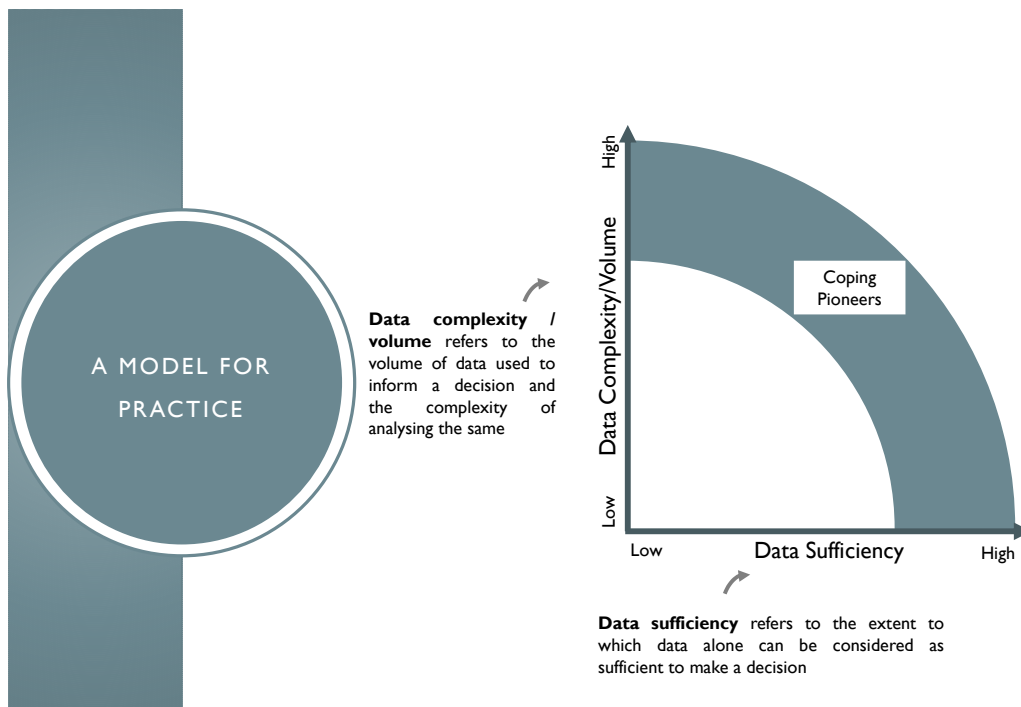 A MODEL FOR
PRACTICE
Data complexity /
volume refers to the
volume of data used to
inform a decision and
the complexity of
analysing the same
High
Data Complexity/Volume
Low
Coping
Pioneers
Low
Data Sufficiency
High
Data sufficiency refers to the extent to
which data alone can be considered as
sufficient to make a decision